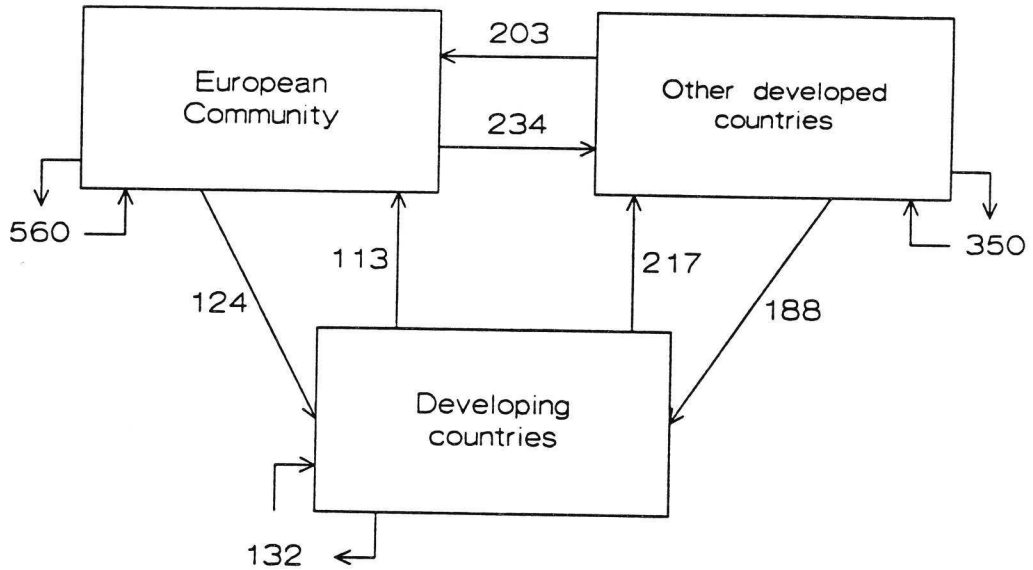 203
European
Community
Other developed
countries
234
560
350
113
217
124
188
Developing
countries
132